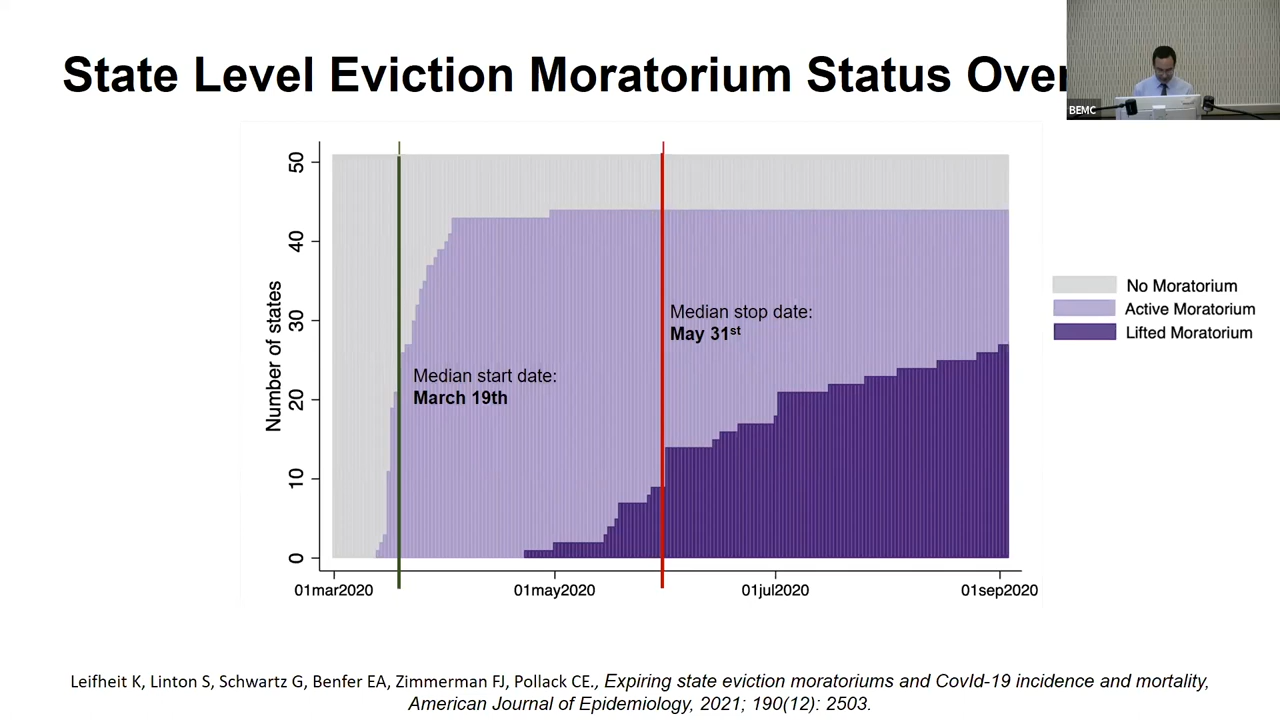 State Level Eviction Moratorium Status Over
BEMC
50
40
30
20
10
0
Number of states
Median start date:
March 19th
Median stop date:
May 31st
No Moratorium
Active Moratorium
Lifted Moratorium
01mar2020
01may2020
01jul2020
01sep2020
Leifheit K, Linton S, Schwartz G, Benfer EA, Zimmerman FJ, Pollack CE., Expiring state eviction moratoriums and CovId-19 incidence and mortality,
American Journal of Epidemiology, 2021; 190(12): 2503.